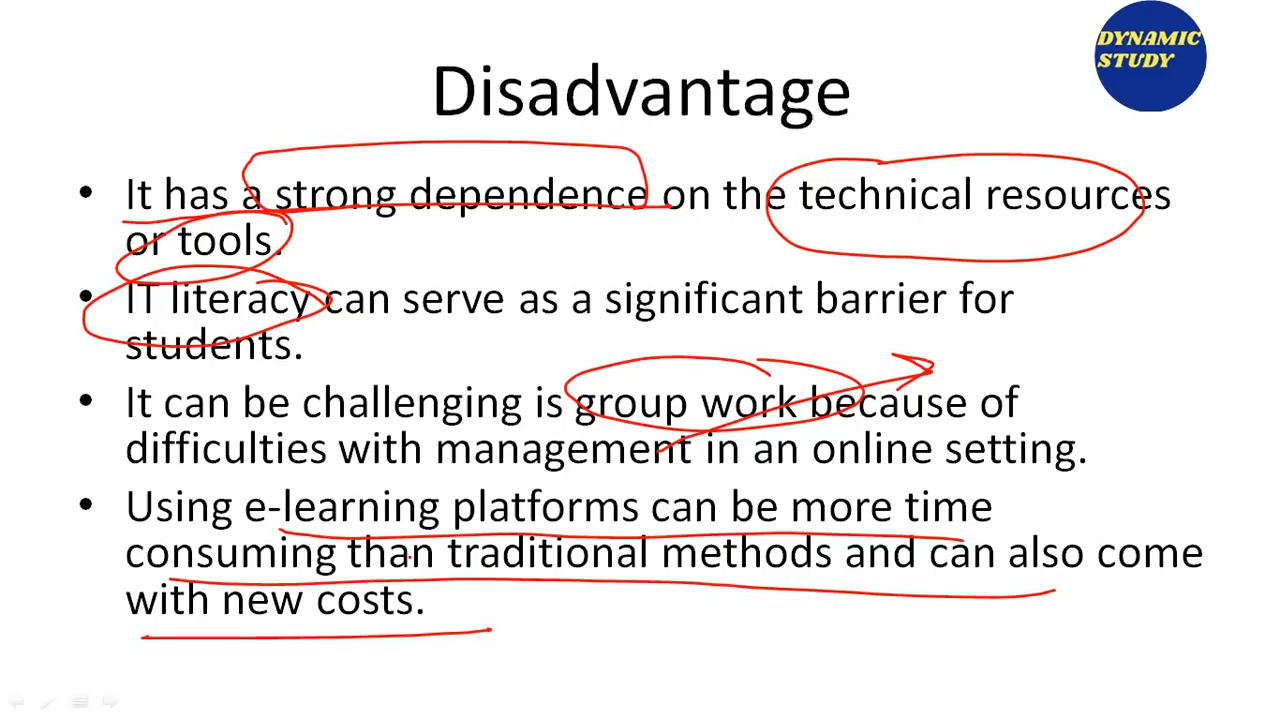 DYNAMIC
STUDY
Disadvantage
• It has a strong dependence on the technical resources
or tools.
• IT literacy can serve as a significant barrier for
students.
• It can be challenging is group work because of
difficulties with management in an online setting.
• Using e-learning platforms can be more time
consuming than traditional methods and can also come
with new costs.